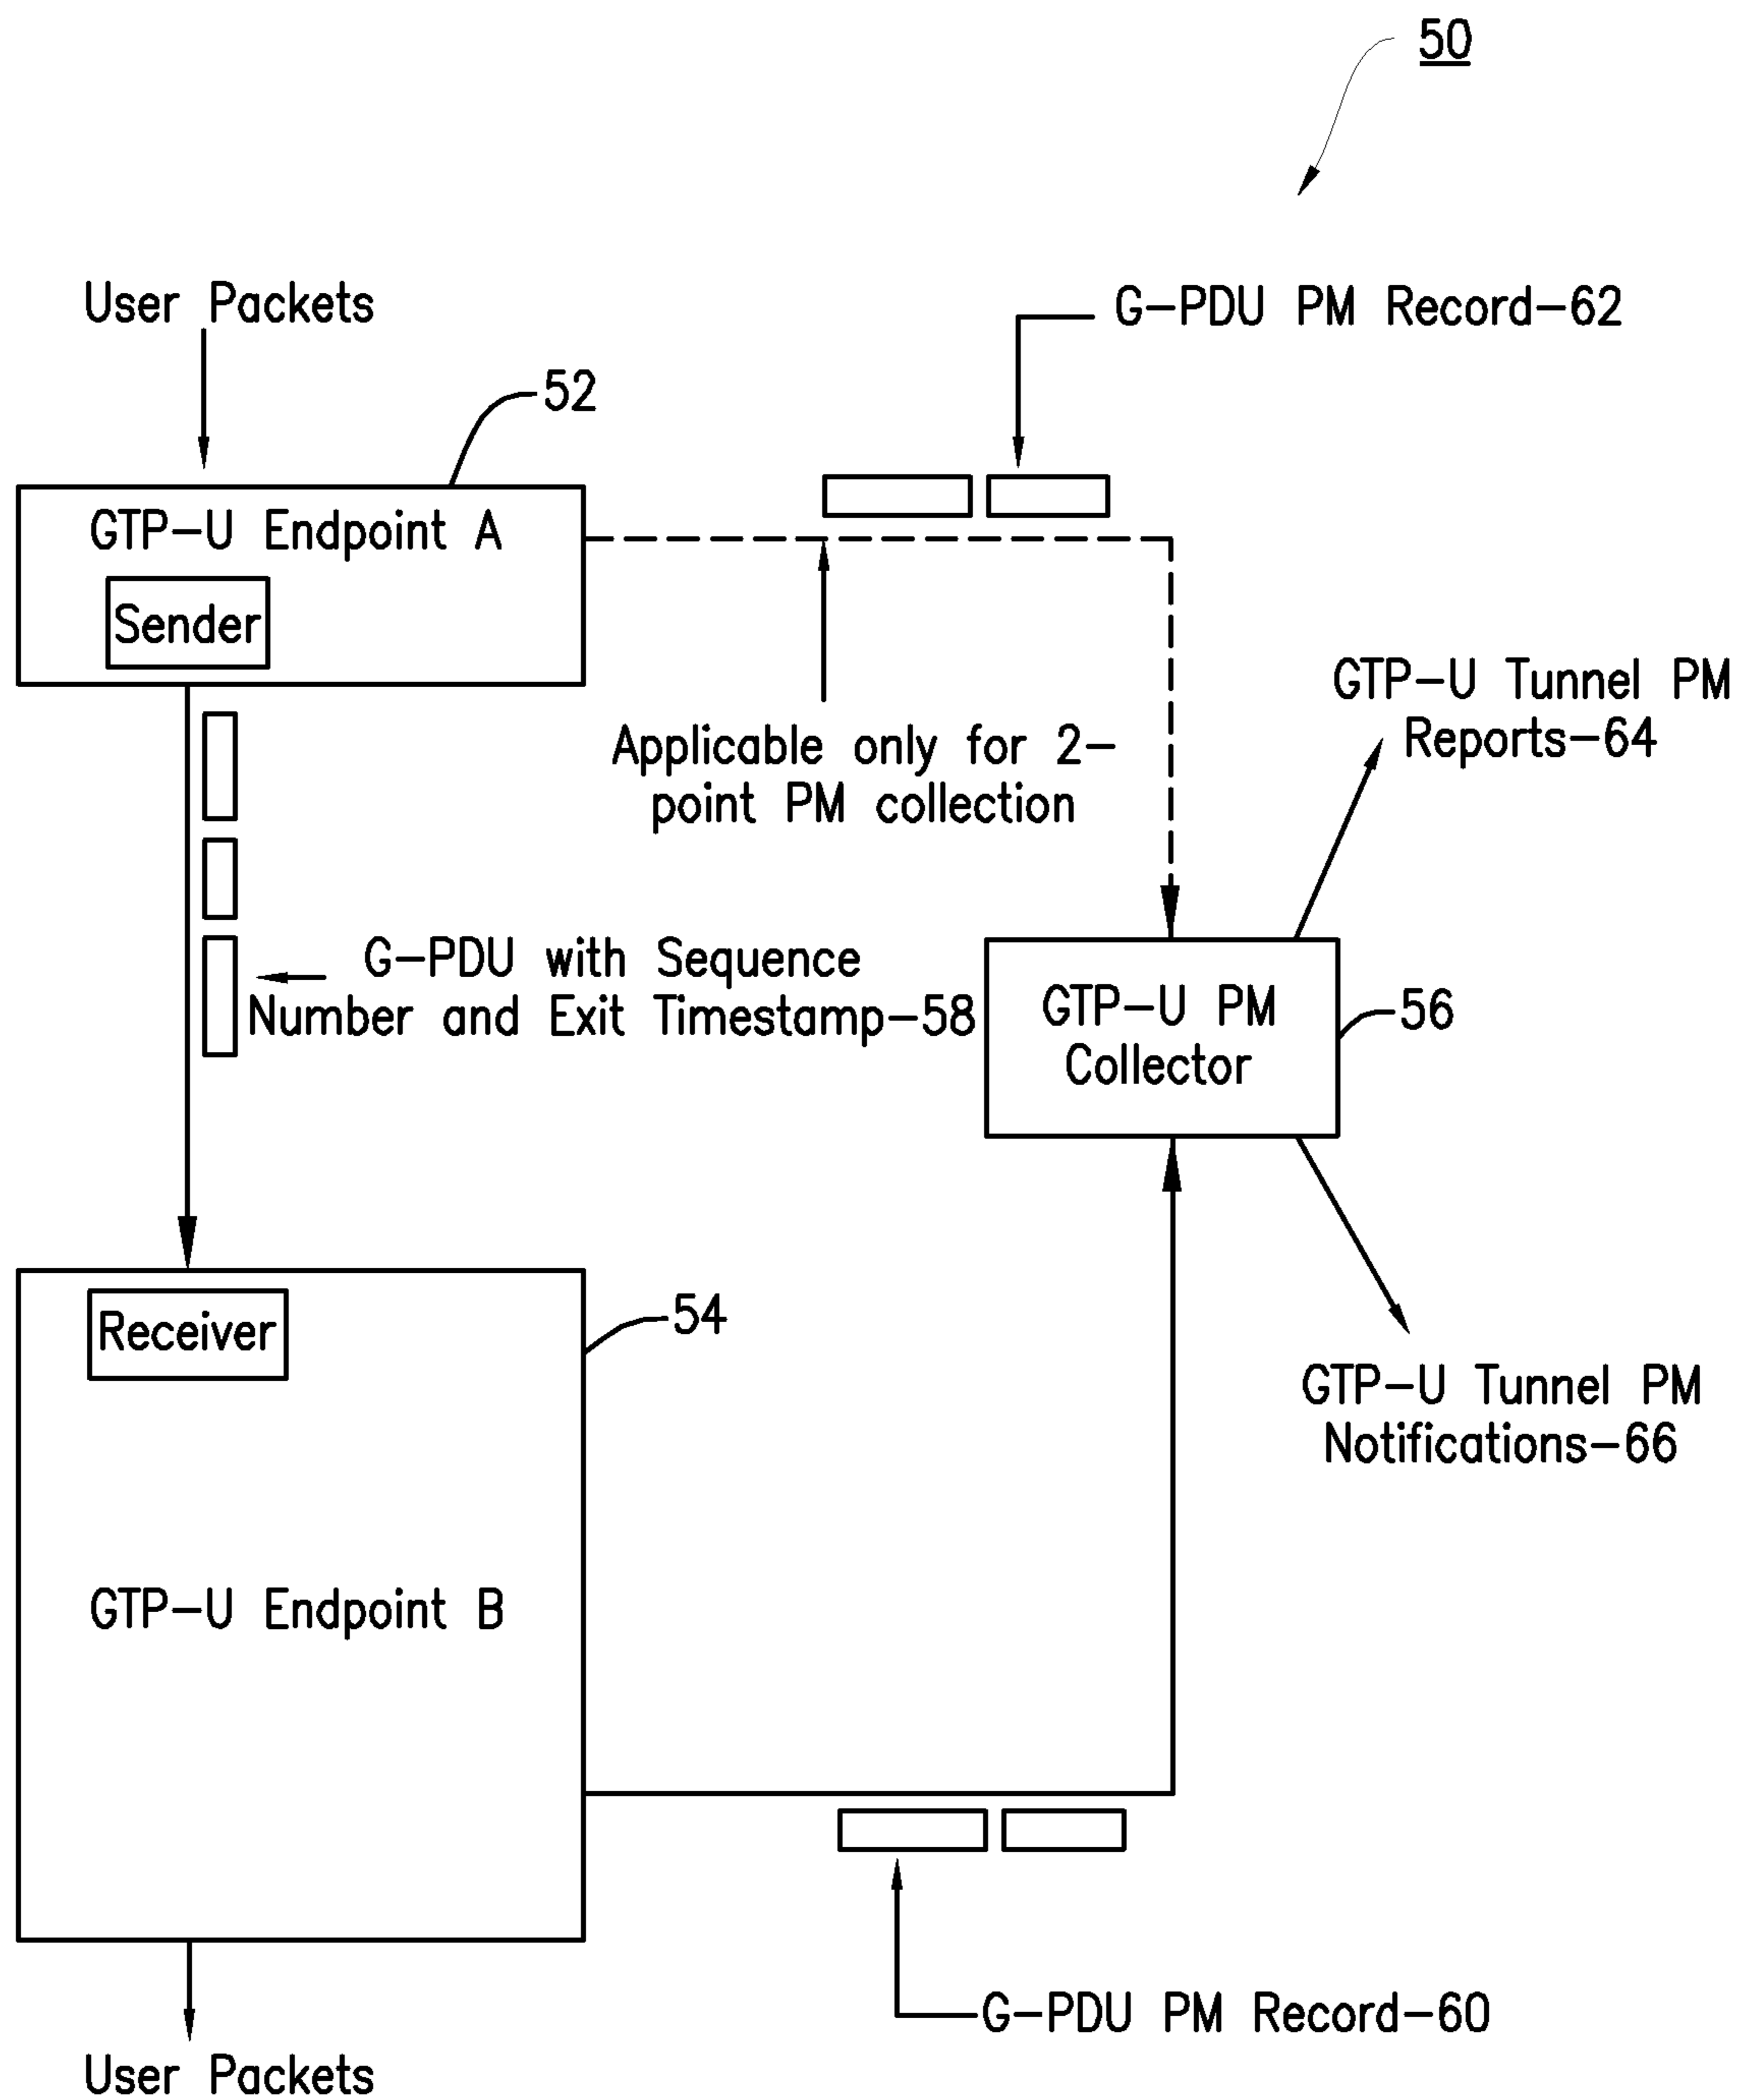 50
User Packets
G-PDU PM Record-62
52
GTP-U Endpoint A
Sender
GTP-U Tunnel PM
Reports-64
Applicable only for 2-
point PM collection
G-PDU with Sequence
Number and Exit Timestamp-58
GTP-U PM
Collector
56
Receiver
54
GTP-U Tunnel PM
Notifications-66
GTP-U Endpoint B
G-PDU PM Record-60
User Packets